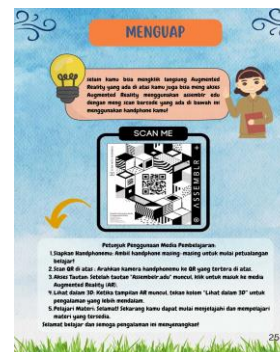 MENGUAP
Selain kamu bisa mengklik langsung Augmented
Reality yang ada di atas kamu juga bisa meng akses
Augmented Reality menggunakan assemblr edu
dengan meng scan barcode yang ada di bawah ini
menggunakan handphone kamu!
SCAN ME
ASSEMBLR
Petunjuk Penggunaan Media Pembelajaran:
1. Siapkan Handphonemu: Ambil handphone masing-masing untuk mulai petualangan
belajar!
2. Scan QR di atas : Arahkan kamera handphonemu ke QR yang tertera di atas.
3. Akses Tautan: Setelah tautan "Assemblr.edu" muncul, klik untuk masuk ke media
Augmented Reality (AR).
4. Lihat dalam 3D: Ketika tampilan AR muncul, tekan kolom "Lihat dalam 3D" untuk
pengalaman yang lebih mendalam.
5. Pelajari Materi: Selamat! Sekarang kamu dapat mulai menjelajahi dan mempelajari
materi yang tersedia.
Selamat belajar dan semoga pengalaman ini menyenangkan!
25